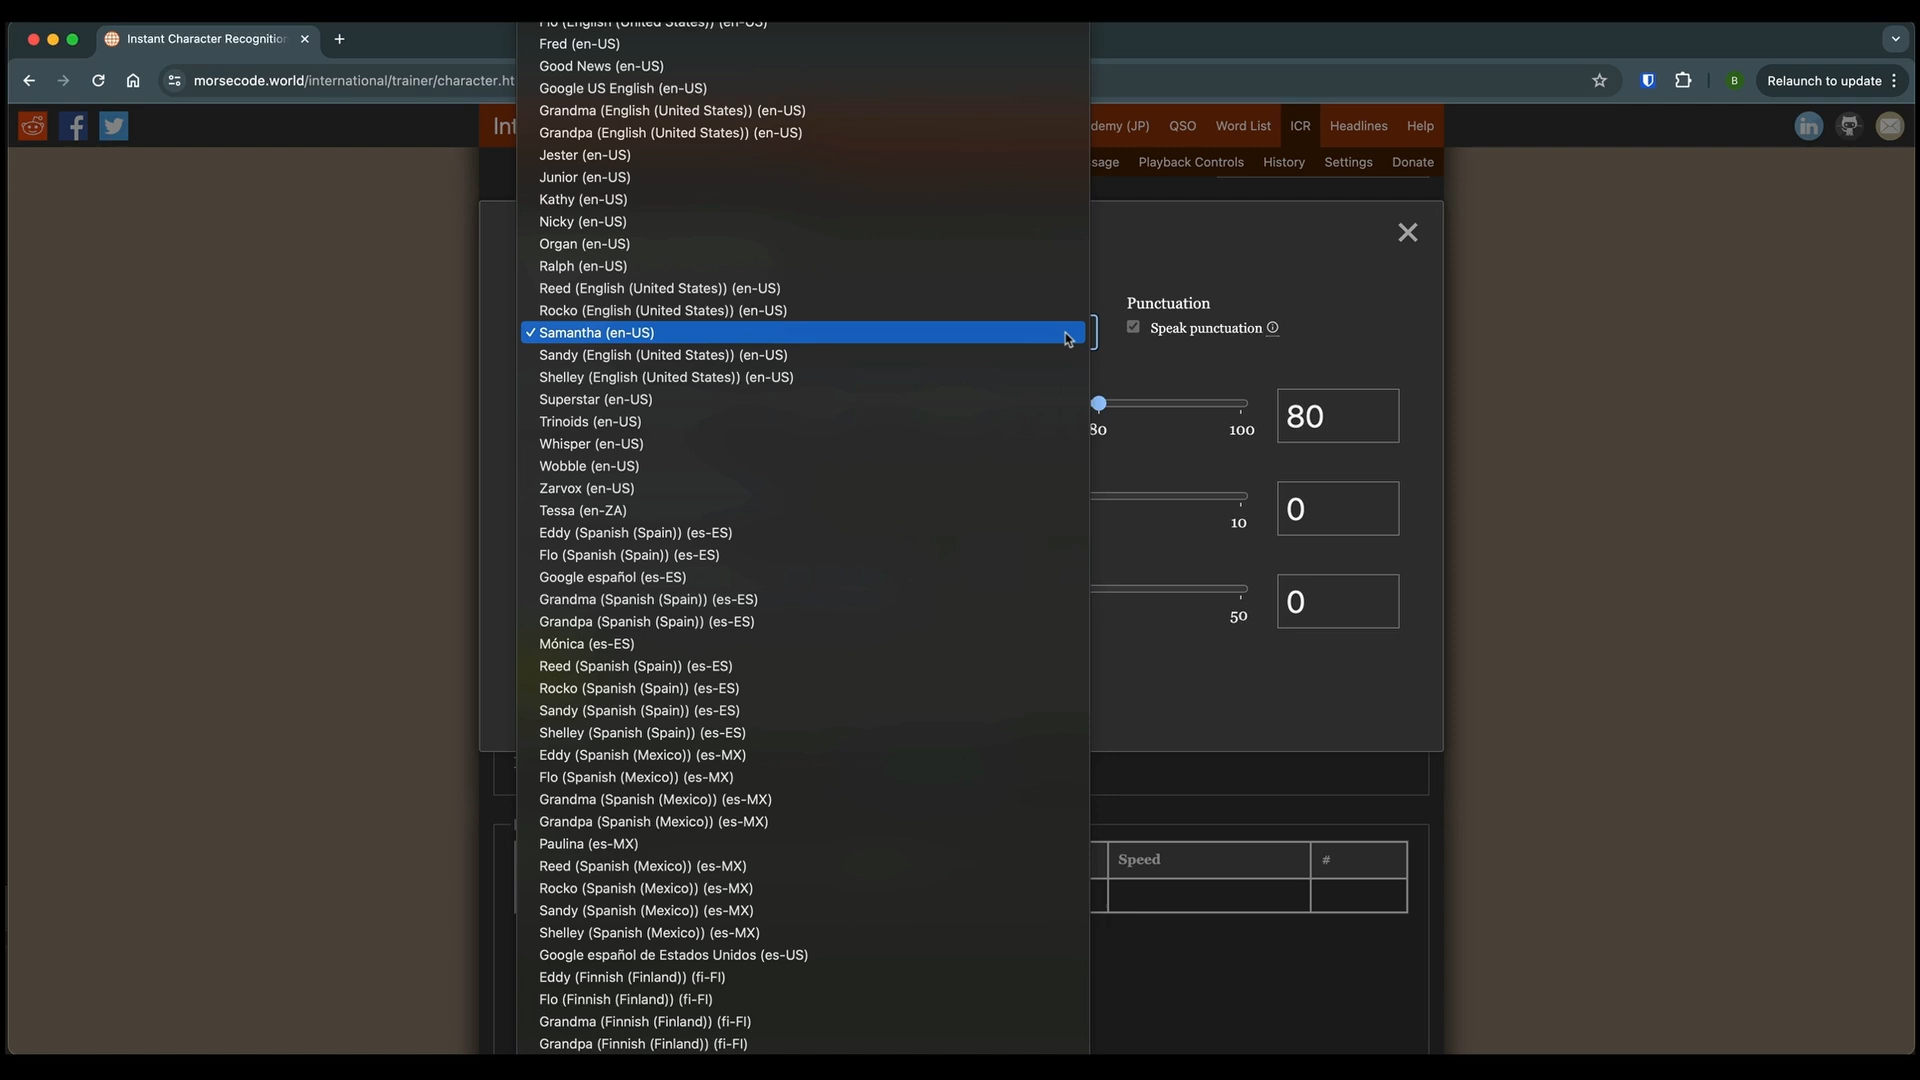 Flo (English (United States)) (en-US)
Instant Character Recognition
Fred (en-US)
Good News (en-US)
morsecode.world/international/trainer/character.ht
Relaunch to update
B
Google US English (en-US)
Grandma (English (United States)) (en-US)
Int
demy (JP)
QSO
Word List
ICR
Headlines
Help
Grandpa (English (United States)) (en-US)
Jester (en-US)
sage
Playback Controls
History
Settings
Donate
Junior (en-US)
Kathy (en-US)
Nicky (en-US)
Organ (en-US)
Ralph (en-US)
Reed (English (United States)) (en-US)
Rocko (English (United States)) (en-US)
Punctuation
✓ Samantha (en-US)
Speak punctuation
Sandy (English (United States)) (en-US)
Shelley (English (United States)) (en-US)
Superstar (en-US)
Trinoids (en-US)
80
100
80
Whisper (en-US)
Wobble (en-US)
Zarvox (en-US)
Tessa (en-ZA)
10
0
Eddy (Spanish (Spain)) (es-ES)
Flo (Spanish (Spain)) (es-ES)
Google español (es-ES)
Grandma (Spanish (Spain)) (es-ES)
50
0
Grandpa (Spanish (Spain)) (es-ES)
Mónica (es-ES)
Reed (Spanish (Spain)) (es-ES)
Rocko (Spanish (Spain)) (es-ES)
Sandy (Spanish (Spain)) (es-ES)
Shelley (Spanish (Spain)) (es-ES)
Eddy (Spanish (Mexico)) (es-MX)
Flo (Spanish (Mexico)) (es-MX)
Grandma (Spanish (Mexico)) (es-MX)
Grandpa (Spanish (Mexico)) (es-MX)
Paulina (es-MX)
Speed
#
Reed (Spanish (Mexico)) (es-MX)
Rocko (Spanish (Mexico)) (es-MX)
Sandy (Spanish (Mexico)) (es-MX)
Shelley (Spanish (Mexico)) (es-MX)
Google español de Estados Unidos (es-US)
Eddy (Finnish (Finland)) (fi-FI)
Flo (Finnish (Finland)) (fi-FI)
Grandma (Finnish (Finland)) (fi-FI)
Grandpa (Finnish (Finland)) (fi-FI)